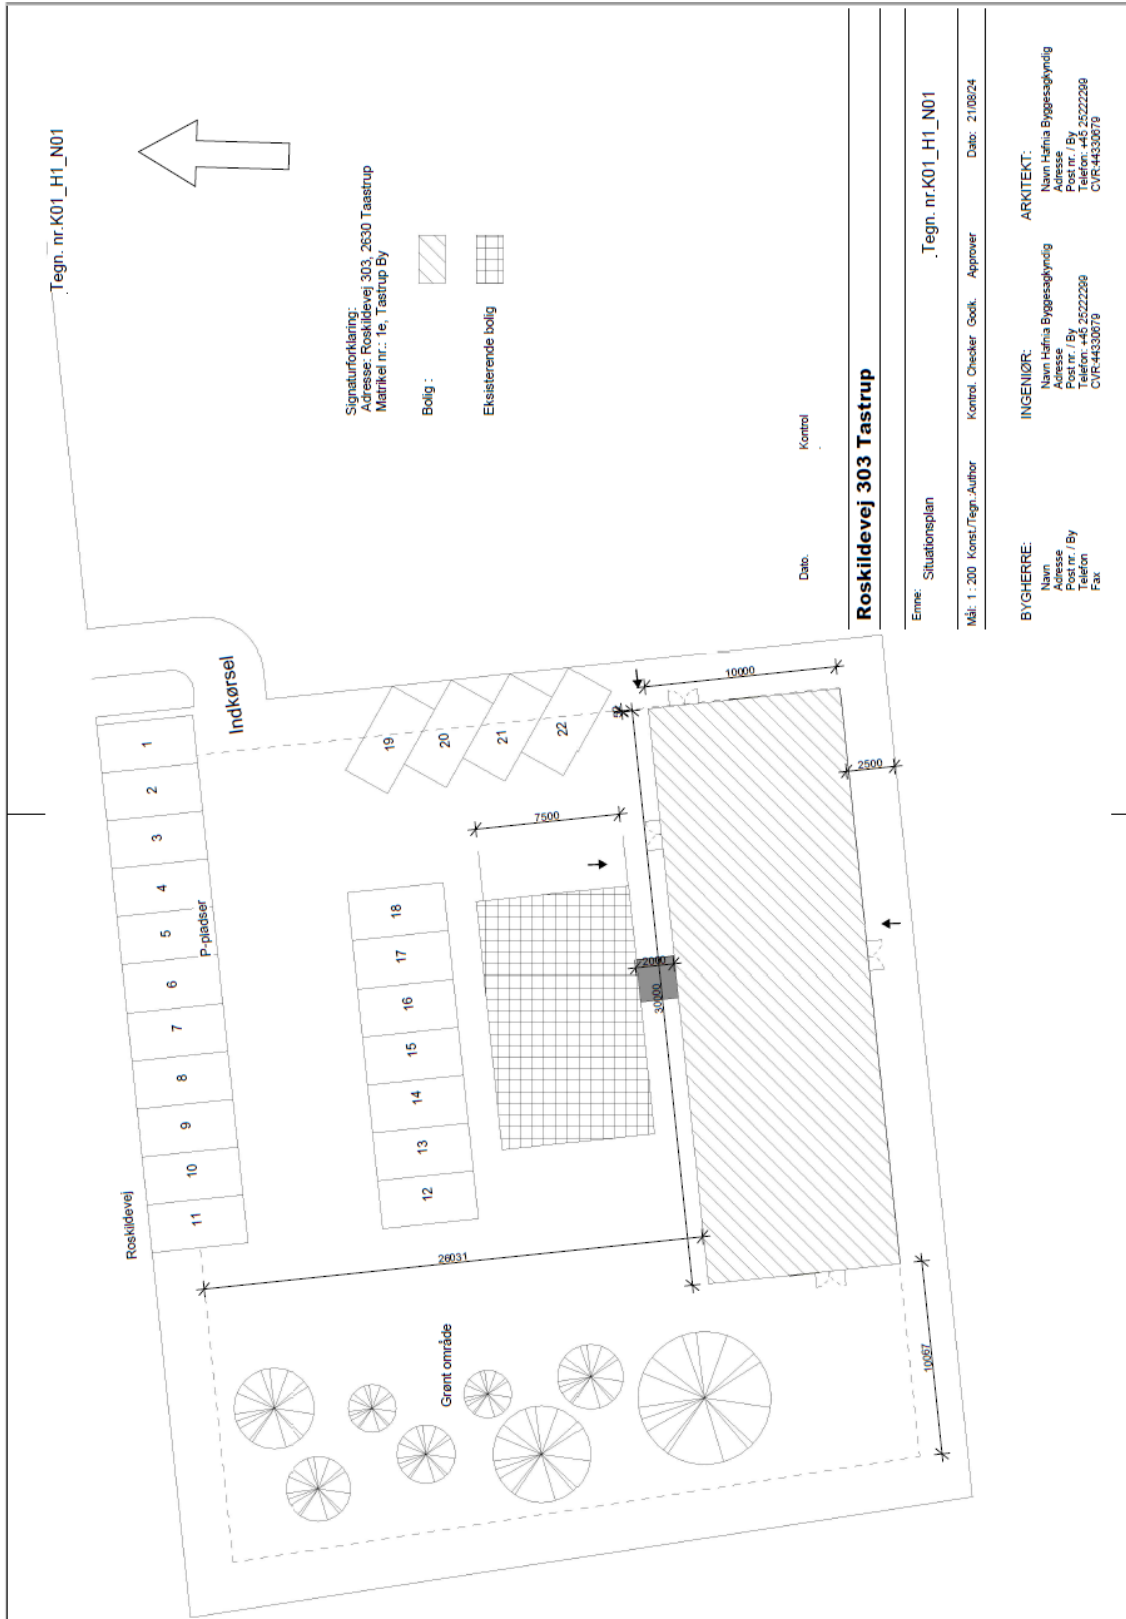 .Tegn. nr.K01_H1_N01
Signaturforklaring:
Adresse: Roskildevej 303, 2630 Taastrup
Matrikel nr.: 1e, Tastrup By
Bolig :
Eksisterende bolig
Roskildevej
P-pladser
Indkørsel
1
2
3
4
5
6
7
8
9
10
11
12
13
14
15
16
17
18
19
20
21
22
Grønt område
26031
7500
10000
2500
2000
30000
10067
Dato.
Kontrol
Roskildevej 303 Tastrup
Emne: Situationsplan
.Tegn. nr.K01_H1_N01
Mål: 1 : 200 Konst./Tegn.:Author Kontrol. Checker Godk. Approver Dato: 21/08/24
BYGHERRE:
Navn
Adresse
Post nr. / By
Telefon
Fax
INGENIØR:
Navn Hafnia Byggesagkyndig
Adresse
Post nr. / By
Telefon: +45 25222299
CVR:44330679
ARKITEKT:
Navn Hafnia Byggesagkyndig
Adresse
Post nr. / By
Telefon: +45 25222299
CVR:44330679